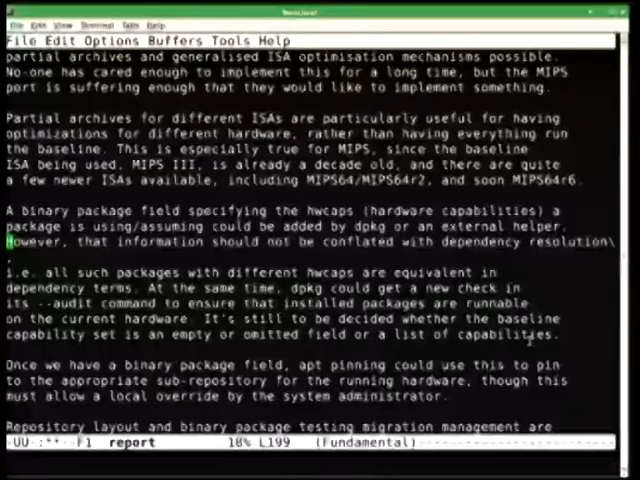 Terminal
File Edit View Terminal Tabs Help
File Edit Options Buffers Tools Help
partial archives and generalised ISA optimisation mechanisms possible.
No-one has cared enough to implement this for a long time, but the MIPS
port is suffering enough that they would like to implement something.
Partial archives for different ISAs are particularly useful for having
optimizations for different hardware, rather than having everything run
the baseline. This is especially true for MIPS, since the baseline
ISA being used, MIPS III, is already a decade old, and there are quite
a few newer ISAs available, including MIPS64/MIPS64r2, and soon MIPS64r6.
A binary package field specifying the hwcaps (hardware capabilities) a
package is using/assuming could be added by dpkg or an external helper.
However, that information should not be conflated with dependency resolution\
,
i.e. all such packages with different hwcaps are equivalent in
dependency terms. At the same time, dpkg could get a new check in
its --audit command to ensure that installed packages are runnable
on the current hardware. It's still to be decided whether the baseline
capability set is an empty or omitted field or a list of capabilities.
Once we have a binary package field, apt pinning could use this to pin
to the appropriate sub-repository for the running hardware, though this
must allow a local override by the system administrator.
Repository layout and binary package testing migration management are
-UU-:**--F1 report 18% L199 (Fundamental)